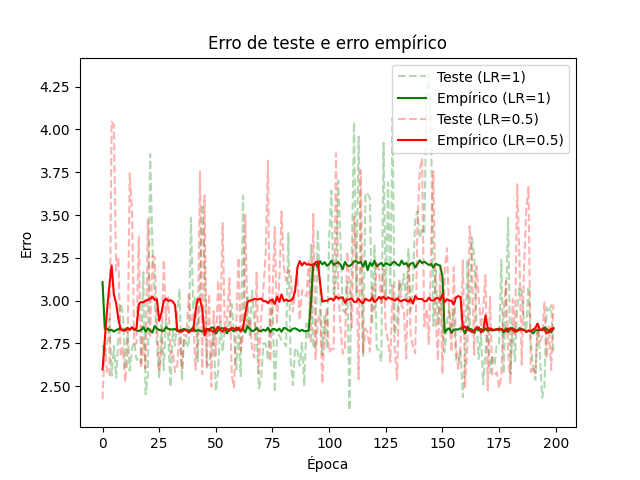 Erro de teste e erro empírico
Teste (LR=1)
Empírico (LR=1)
Teste (LR=0.5)
Empírico (LR=0.5)
Erro
4.25
4.00
3.75
3.50
3.25
3.00
2.75
2.50
0 25 50 75 100 125 150 175 200
Época